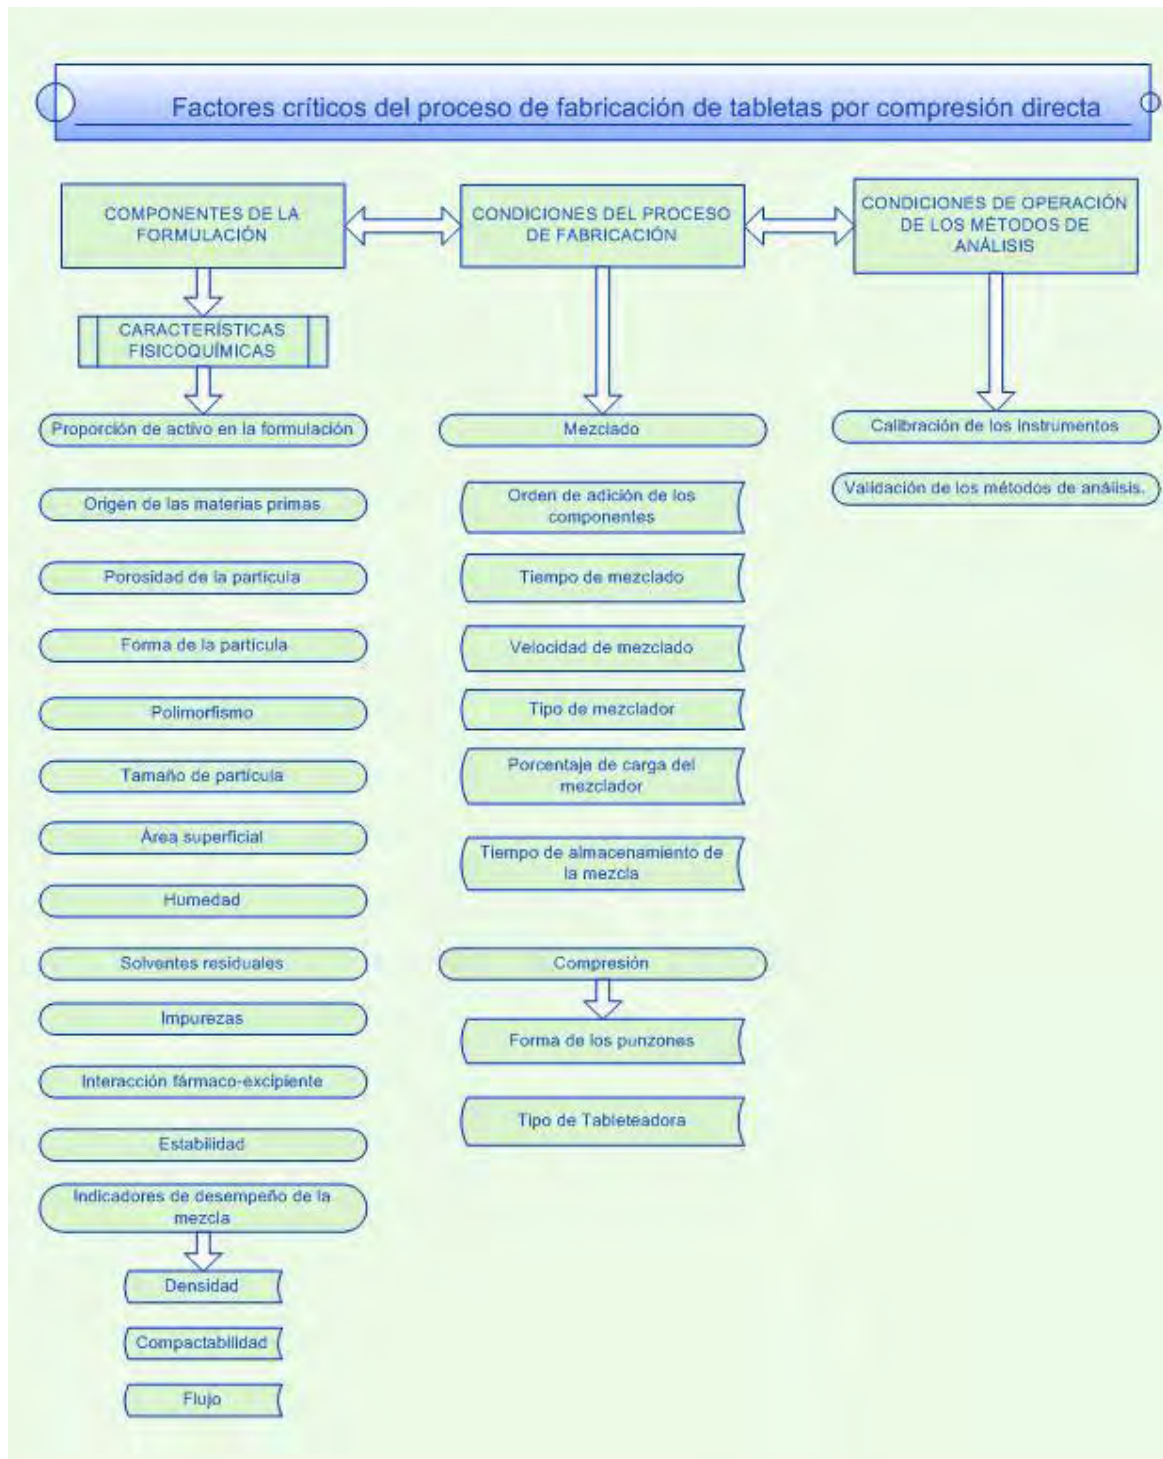 Factores críticos del proceso de fabricación de tabletas por compresión directa
COMPONENTES DE LA
FORMULACIÓN
CARACTERÍSTICAS
FISICOQUÍMICAS
Proporción de activo en la formulación
Origen de las materias primas
Porosidad de la partícula
Forma de la partícula
Polimorfismo
Tamaño de partícula
Área superficial
Humedad
Solventes residuales
Impurezas
Interacción fármaco-excipiente
Estabilidad
Indicadores de desempeño de la
mezcla
Densidad
Compactabilidad
Flujo
CONDICIONES DEL PROCESO
DE FABRICACIÓN
Mezclado
Orden de adición de los
componentes
Tiempo de mezclado
Velocidad de mezclado
Tipo de mezclador
Porcentaje de carga del
mezclador
Tiempo de almacenamiento de
la mezcla
Compresión
Forma de los punzones
Tipo de Tableteadora
CONDICIONES DE OPERACIÓN
DE LOS MÉTODOS DE
ANÁLISIS
Calibración de los instrumentos
Validación de los métodos de análisis.